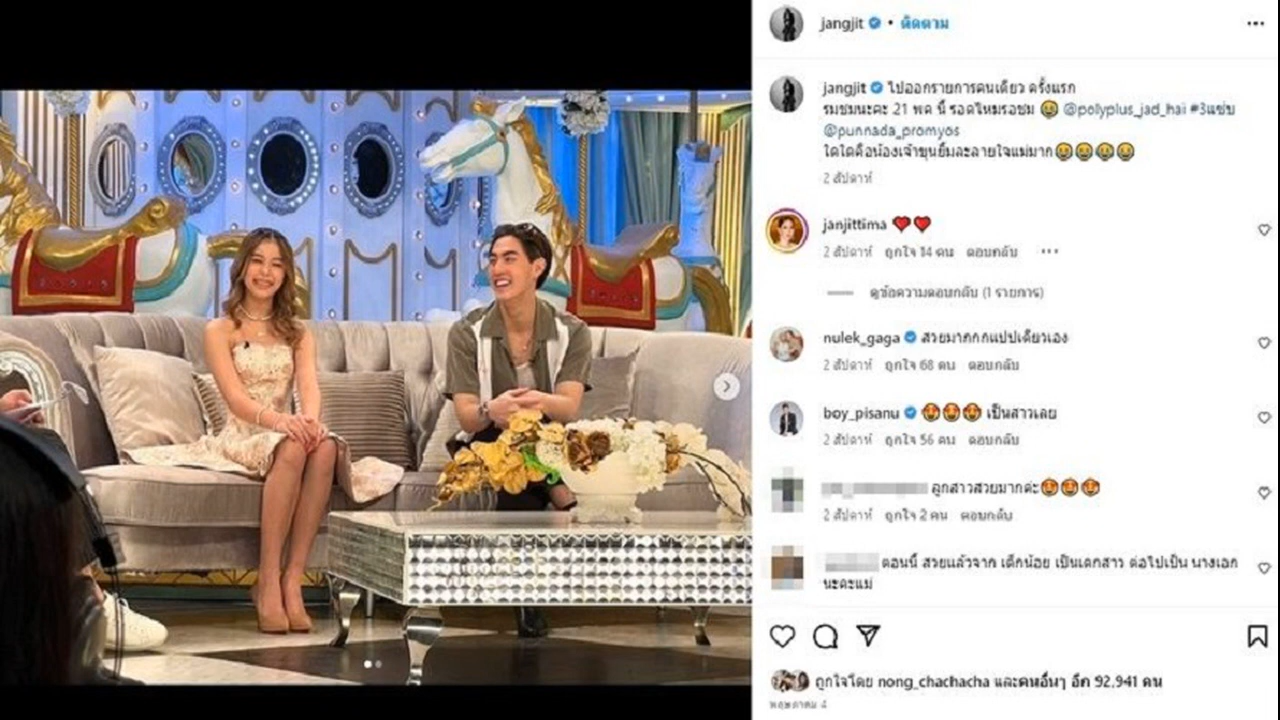 jangjit • ติดตาม
jangjit ไปออกรายการคนเดียว ครั้งแรก
รบชมนะคะ 21 พค นี้ รอดไหมรอชม 😂 @polyplus_jad_hai #3แซ่บ
@punnada_promyos
โตโตคือน้องเจ้าขุนยิ้มละลายใจแม่มาก😂😂😂😂
2 สัปดาห์
janjittima ❤️❤️
2 สัปดาห์ ถูกใจ 14 คน ตอบกลับ ...
ดูข้อความตอบกลับ (1 รายการ)
nulek_gaga สวยมากกกแปปเดียวเอง
2 สัปดาห์ ถูกใจ 68 คน ตอบกลับ
boy_pisanu 😍😍😍 เป็นสาวเลย
2 สัปดาห์ ถูกใจ 56 คน ตอบกลับ
ลูกสาวสวยมากค่ะ😍😍😍
2 สัปดาห์ ถูกใจ 2 คน ตอบกลับ
ตอนนี้ สวยแล้วจาก เด็กน้อย เป็นเดกสาว ต่อไปเป็น นางเอก
นะคะแม่
ถูกใจโดย nong_chachacha และคนอื่นๆ อีก 92,941 คน
พฤษภาคม 4